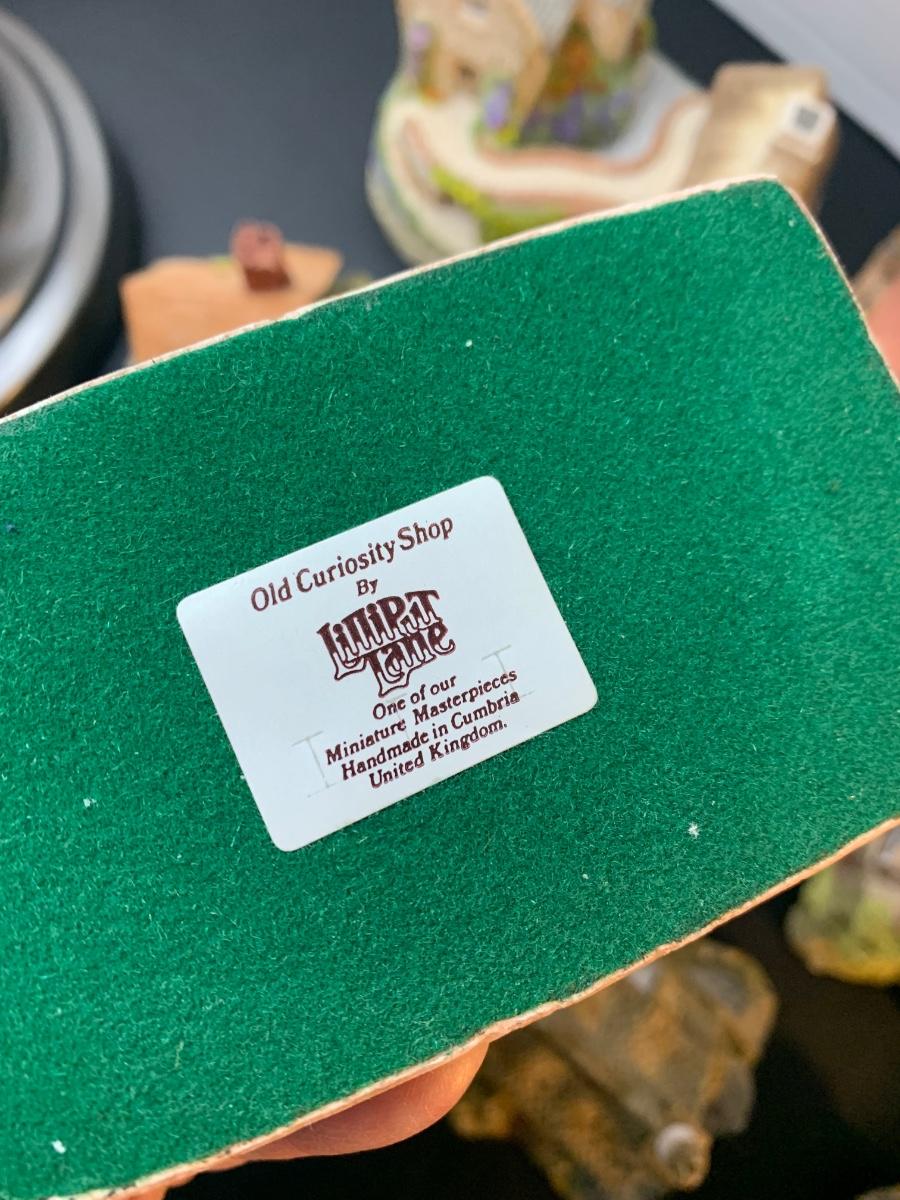 Old Curiosity Shop
By
Lilliput
Lane
One of our
Miniature Masterpieces
Handmade in Cumbria
United Kingdom.